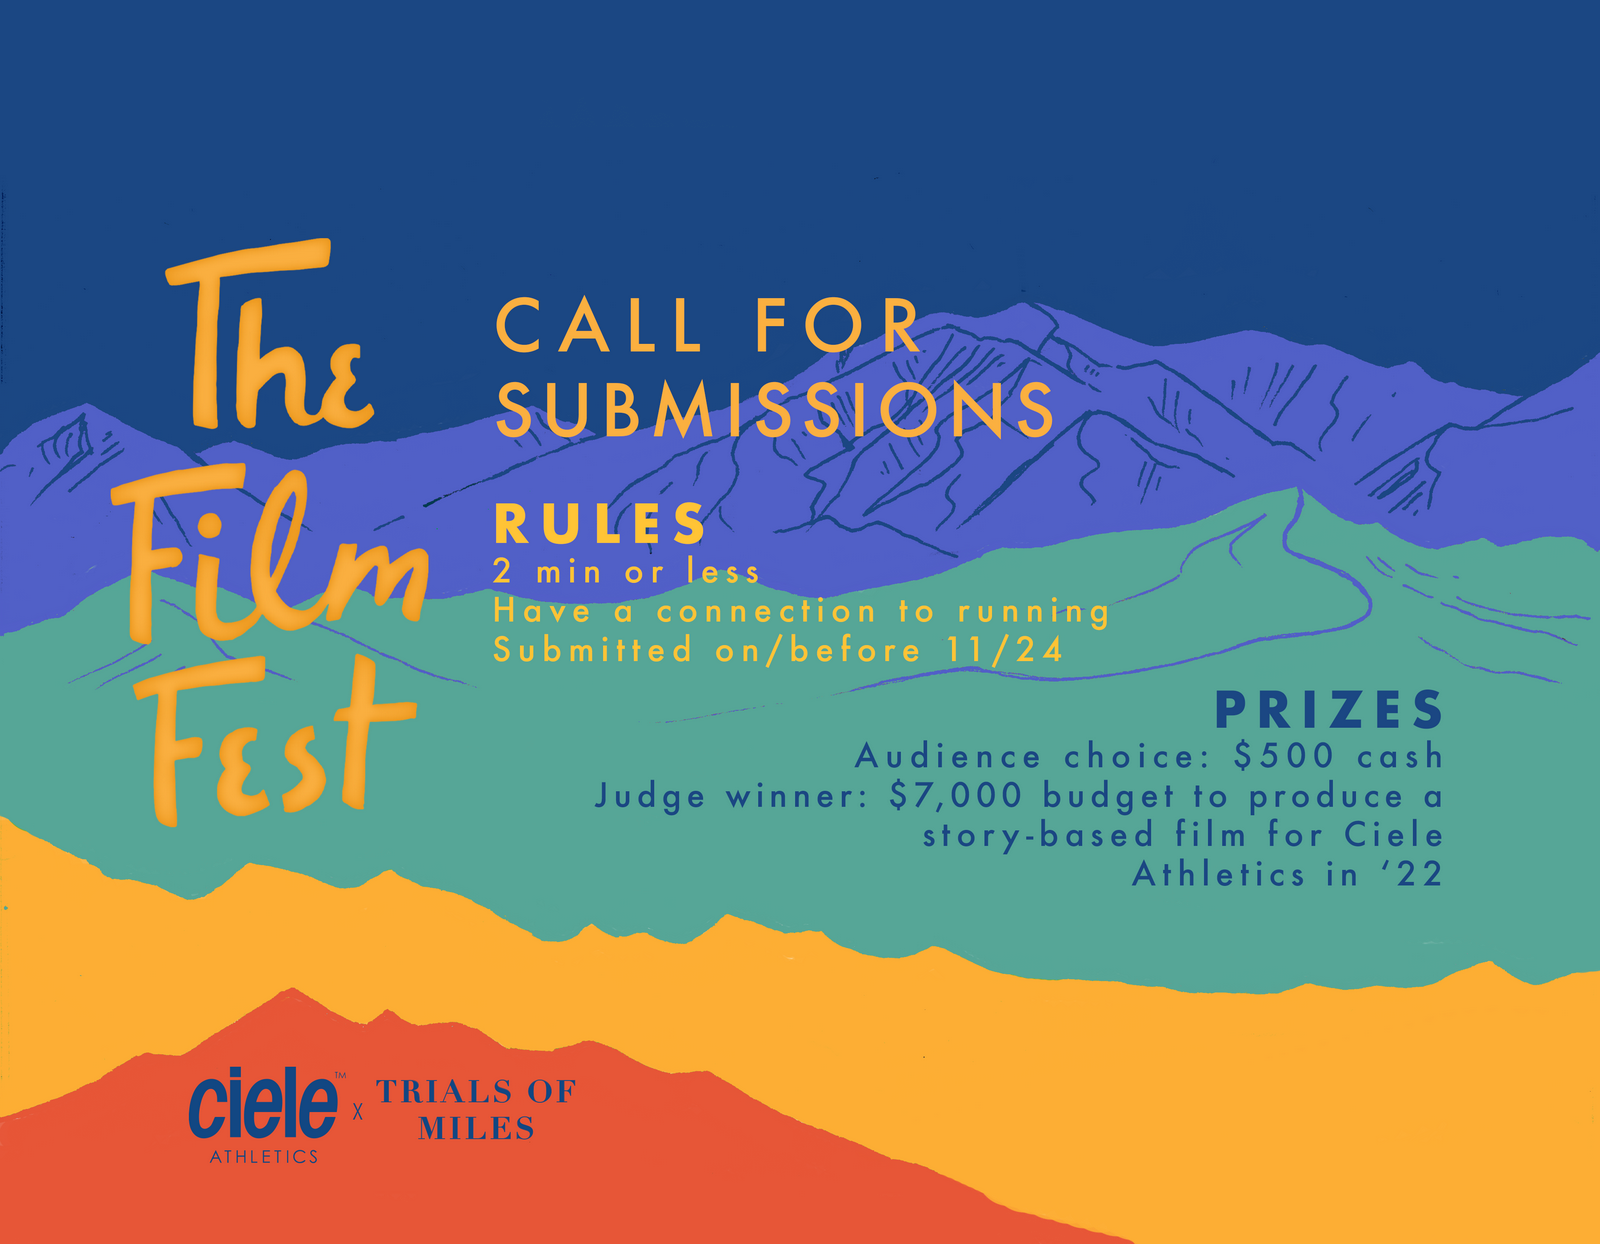 The
Film
Fest
CALL FOR
SUBMISSIONS
RULES
2 min or less
Have a connection to running
Submitted on/before 11/24
PRIZES
Audience choice: $500 cash
Judge winner: $7,000 budget to produce a
story-based film for Ciele
Athletics in ‘22
ciele™
ATHLETICS
x
TRIALS OF
MILES